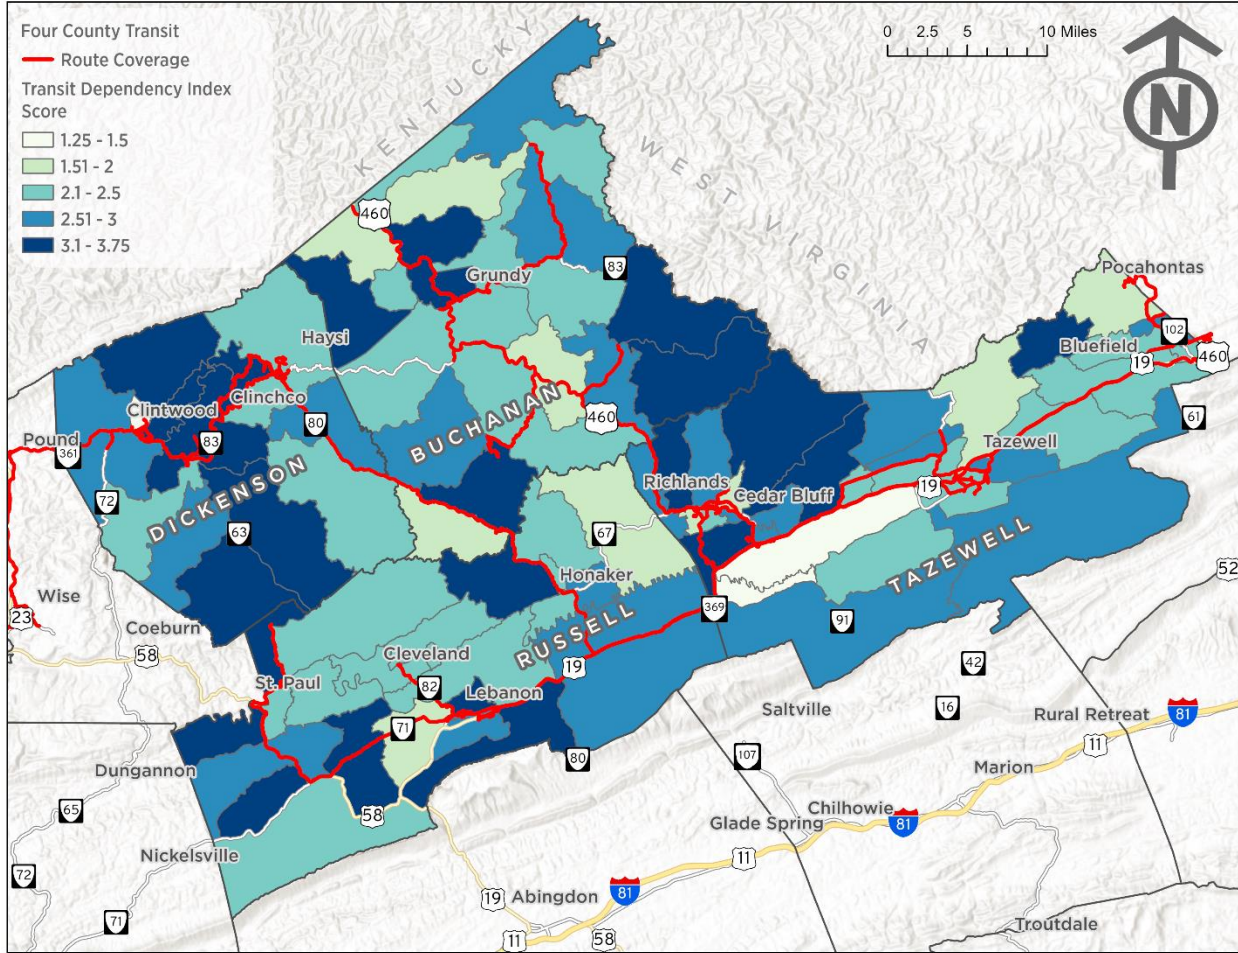 Four County Transit
Route Coverage
Transit Dependency Index
Score
1.25 - 1.5
1.51 - 2
2.1 - 2.5
2.51 - 3
3.1 - 3.75
0 2.5 5 10 Miles
N
KENTUCKY
WEST VIRGINIA
460
Grundy
83
Pocahontas
102
Haysi
Bluefield
19
460
Clinchco
Clintwood
80
BUCHANAN
460
61
Pound
361
83
Tazewell
72
DICKENSON
Richlands
Cedar Bluff
19
63
67
TAZEWELL
Honaker
52
Wise
23
369
RUSSELL
91
Coeburn
58
Cleveland
19
42
St. Paul
82
Lebanon
71
Saltville
16
Rural Retreat
81
11
Dungannon
80
107
Marion
65
58
Chilhowie
Glade Spring
81
Nickelsville
11
72
19
Abingdon
81
71
11
58
Troutdale